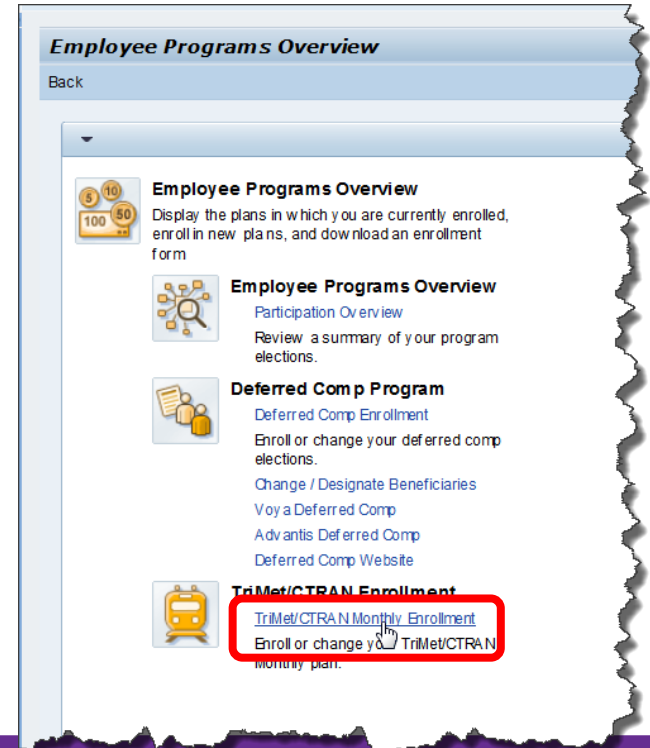 Employee Programs Overview
Back
5 10
100 50
Employee Programs Overview
Display the plans in which you are currently enrolled,
enroll in new plans, and download an enrollment
form
Employee Programs Overview
Participation Overview
Review a summary of your program
elections.
Deferred Comp Program
Deferred Comp Enrollment
Enroll or change your deferred comp
elections.
Change / Designate Beneficiaries
Voya Deferred Comp
Advantis Deferred Comp
Deferred Comp Website
TriMet/CTRAN Enrollment
TriMet/CTRAN Monthly Enrollment
Enroll or change your TriMet/CTRAN
Monthly plan.